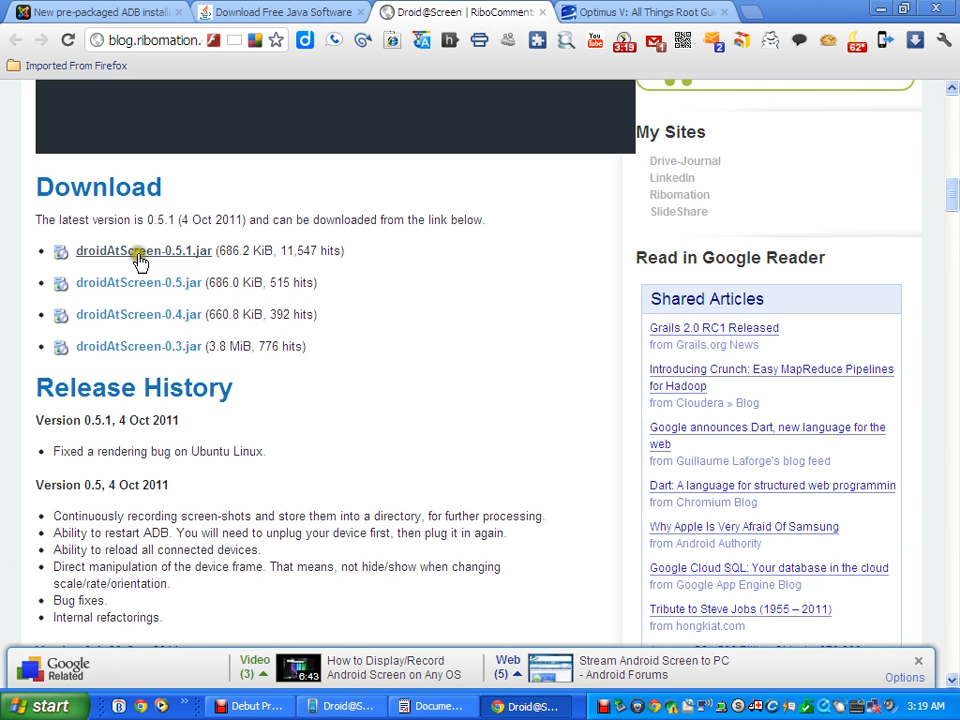 New pre-packaged ADB install
Download Free Java Software
Droid@Screen | RiboComment
Optimus V: All Things Root Gui
blog.ribomation.
You Tube
3:19
1
2
62°
Imported From Firefox
My Sites
Drive-Journal
LinkedIn
Ribomation
SlideShare
Download
The latest version is 0.5.1 (4 Oct 2011) and can be downloaded from the link below.
droidAtScreen-0.5.1.jar (686.2 KiB, 11,547 hits)
droidAtScreen-0.5.jar (686.0 KiB, 515 hits)
droidAtScreen-0.4.jar (660.8 KiB, 392 hits)
droidAtScreen-0.3.jar (3.8 MiB, 776 hits)
Release History
Version 0.5.1, 4 Oct 2011
Fixed a rendering bug on Ubuntu Linux.
Version 0.5, 4 Oct 2011
Continuously recording screen-shots and store them into a directory, for further processing.
Ability to restart ADB. You will need to unplug your device first, then plug it in again.
Ability to reload all connected devices.
Direct manipulation of the device frame. That means, not hide/show when changing
scale/rate/orientation.
Bug fixes.
Internal refactorings.
Read in Google Reader
Shared Articles
Grails 2.0 RC1 Released
from Grails.org News
Introducing Crunch: Easy MapReduce Pipelines
for Hadoop
from Cloudera » Blog
Google announces Dart, new language for the
web
from Guillaume Laforge's blog feed
Dart: A language for structured web programmin
from Chromium Blog
Why Apple Is Very Afraid Of Samsung
from Android Authority
Google Cloud SQL: Your database in the cloud
from Google App Engine Blog
Tribute to Steve Jobs (1955 – 2011)
from hongkiat.com
Google
Related
Video
(3)
6:43
How to Display/Record
Android Screen on Any OS
Web
(5)
Stream Android Screen to PC
- Android Forums
Options
start
Debut Pr...
Droid@S...
Docume...
Droid@S...
3:19 AM